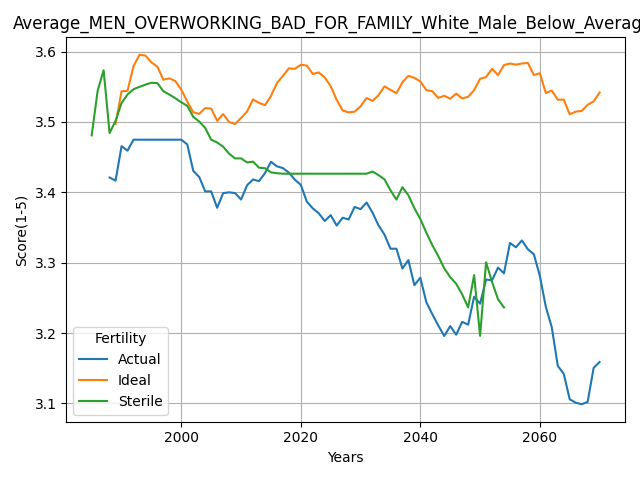 Average_MEN_OVERWORKING_BAD_FOR_FAMILY_White_Male_Below_Averag
Score(1-5)
3.6
3.5
3.4
3.3
3.2
3.1
Fertility
Actual
Ideal
Sterile
2000
2020
2040
2060
Years